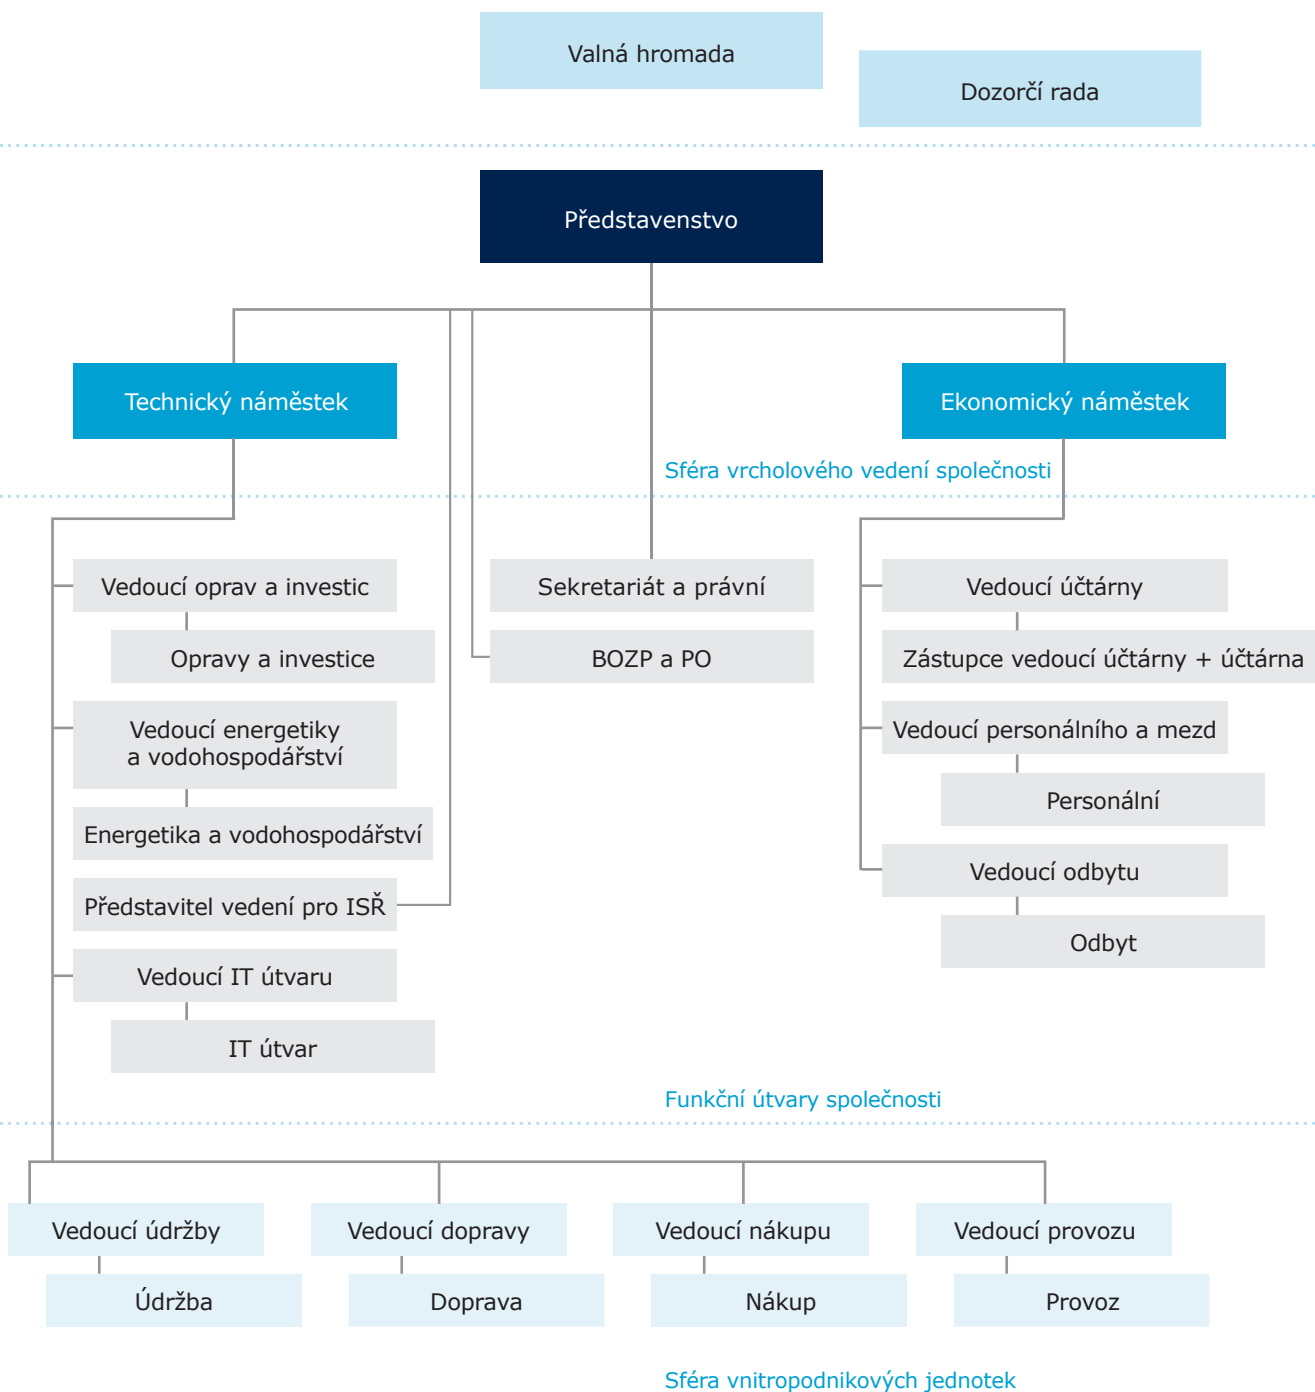 Valná hromada
Dozorčí rada
Představenstvo
Technický náměstek
Ekonomický náměstek
Sféra vrcholového vedení společnosti
Vedoucí oprav a investic
Opravy a investice
Vedoucí energetiky
a vodohospodářství
Energetika a vodohospodářství
Představitel vedení pro ISŘ
Vedoucí IT útvaru
IT útvar
Sekretariát a právní
BOZP a PO
Vedoucí účtárny
Zástupce vedoucí účtárny + účtárna
Vedoucí personálního a mezd
Personální
Vedoucí odbytu
Odbyt
Funkční útvary společnosti
Vedoucí údržby
Údržba
Vedoucí dopravy
Doprava
Vedoucí nákupu
Nákup
Vedoucí provozu
Provoz
Sféra vnitropodnikových jednotek